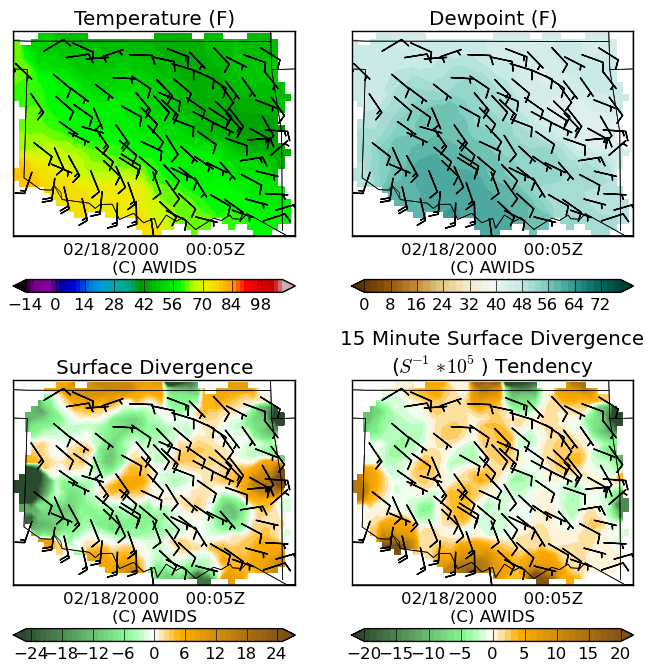 Temperature (F)
Dewpoint (F)
02/18/2000 00:05Z
(C) AWIDS
−14 0 14 28 42 56 70 84 98
02/18/2000 00:05Z
(C) AWIDS
0 8 16 24 32 40 48 56 64 72
Surface Divergence
15 Minute Surface Divergence
(S⁻¹ *10⁵ ) Tendency
02/18/2000 00:05Z
(C) AWIDS
−24 −18 −12 −6 0 6 12 18 24
02/18/2000 00:05Z
(C) AWIDS
−20 −15 −10 −5 0 5 10 15 20